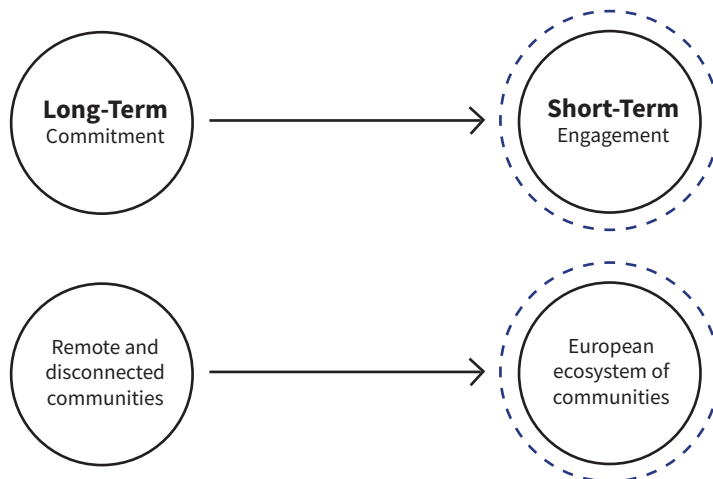 Long-Term
Commitment
Short-Term
Engagement
Remote and
disconnected
communities
European
ecosystem of
communities